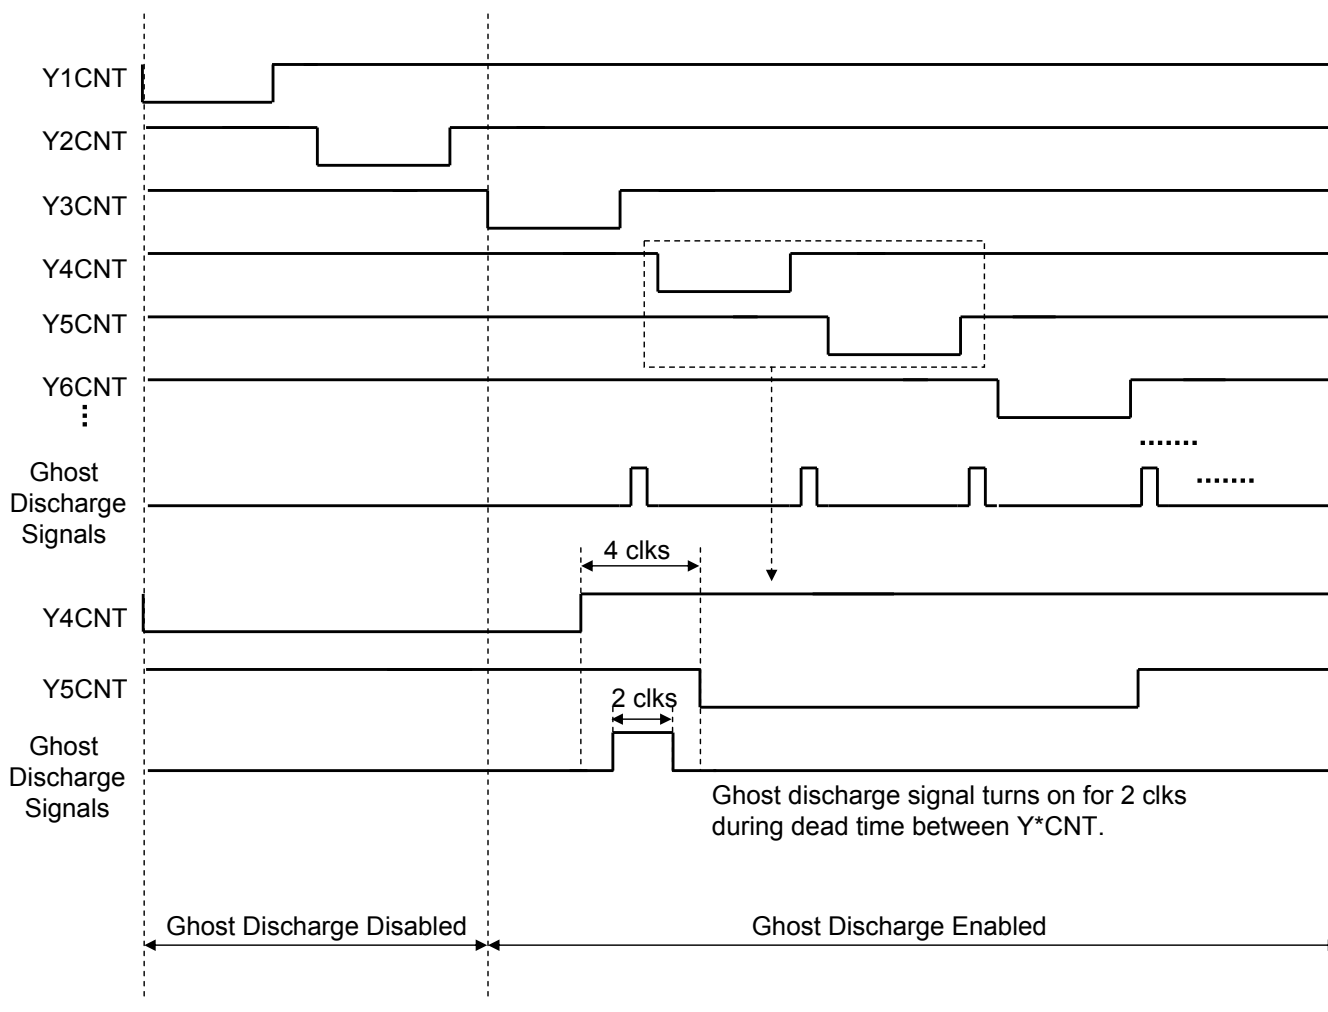 Y1CNT
Y2CNT
Y3CNT
Y4CNT
Y5CNT
Y6CNT
Ghost
Discharge
Signals
4 clks
Y4CNT
Y5CNT
2 clks
Ghost
Discharge
Signals
Ghost discharge signal turns on for 2 clks
during dead time between Y*CNT.
Ghost Discharge Disabled
Ghost Discharge Enabled